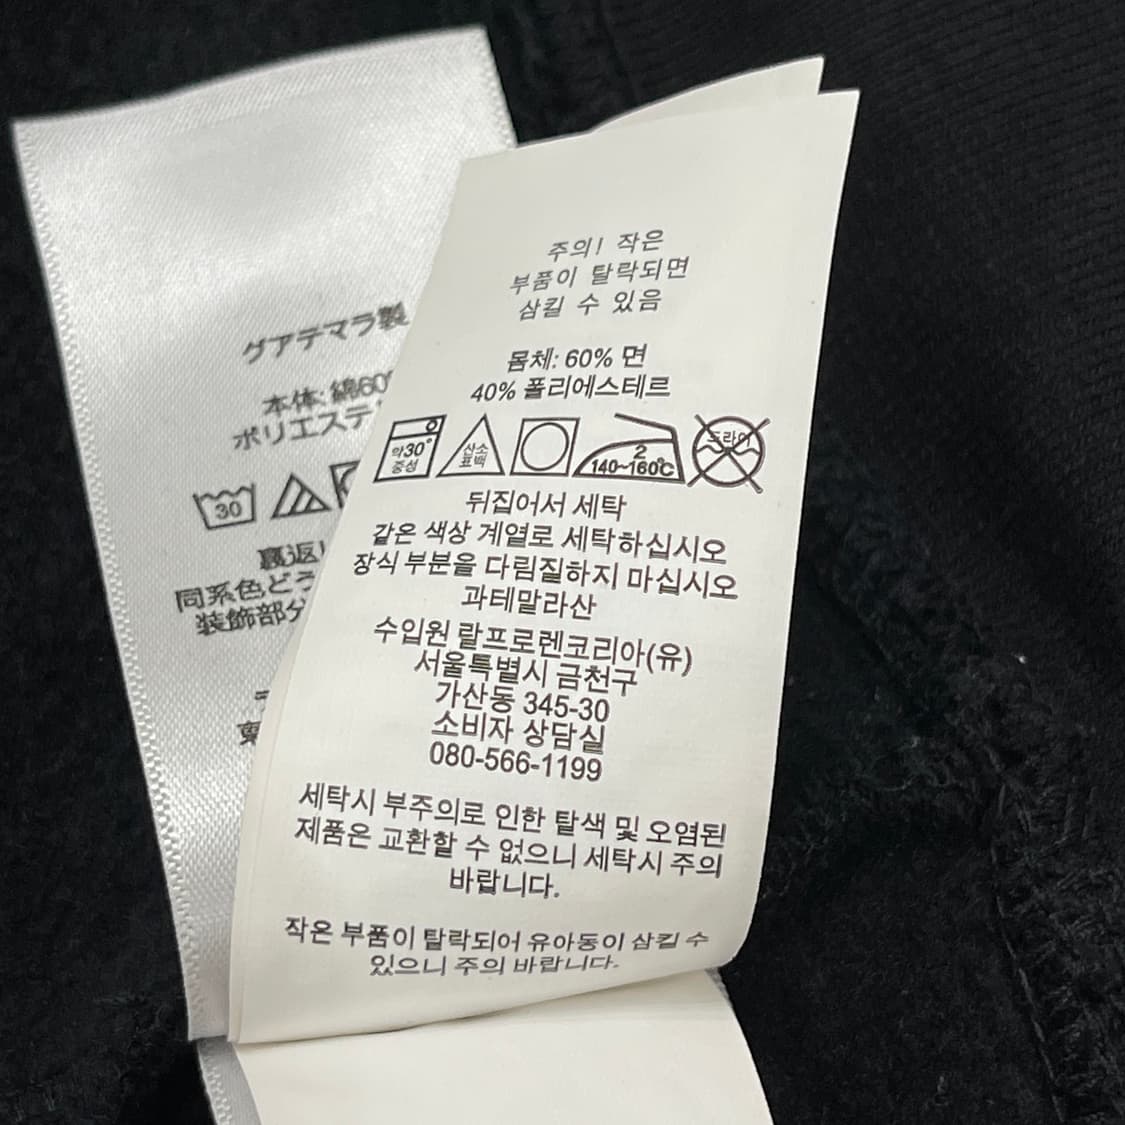 グアテマラ製
本体: 綿60
ポリエステ
30
裏返し
同系色どう
装飾部分
주의! 작은
부품이 탈락되면
삼킬 수 있음
몸체: 60% 면
40% 폴리에스테르
약30°
중성
산소
표백
2
140~160℃
드라이
뒤집어서 세탁
같은 색상 계열로 세탁하십시오
장식 부분을 다림질하지 마십시오
과테말라산
수입원 랄프로렌코리아(유)
서울특별시 금천구
가산동 345-30
소비자 상담실
080-566-1199
세탁시 부주의로 인한 탈색 및 오염된
제품은 교환할 수 없으니 세탁시 주의
바랍니다.
작은 부품이 탈락되어 유아동이 삼킬 수
있으니 주의 바랍니다.